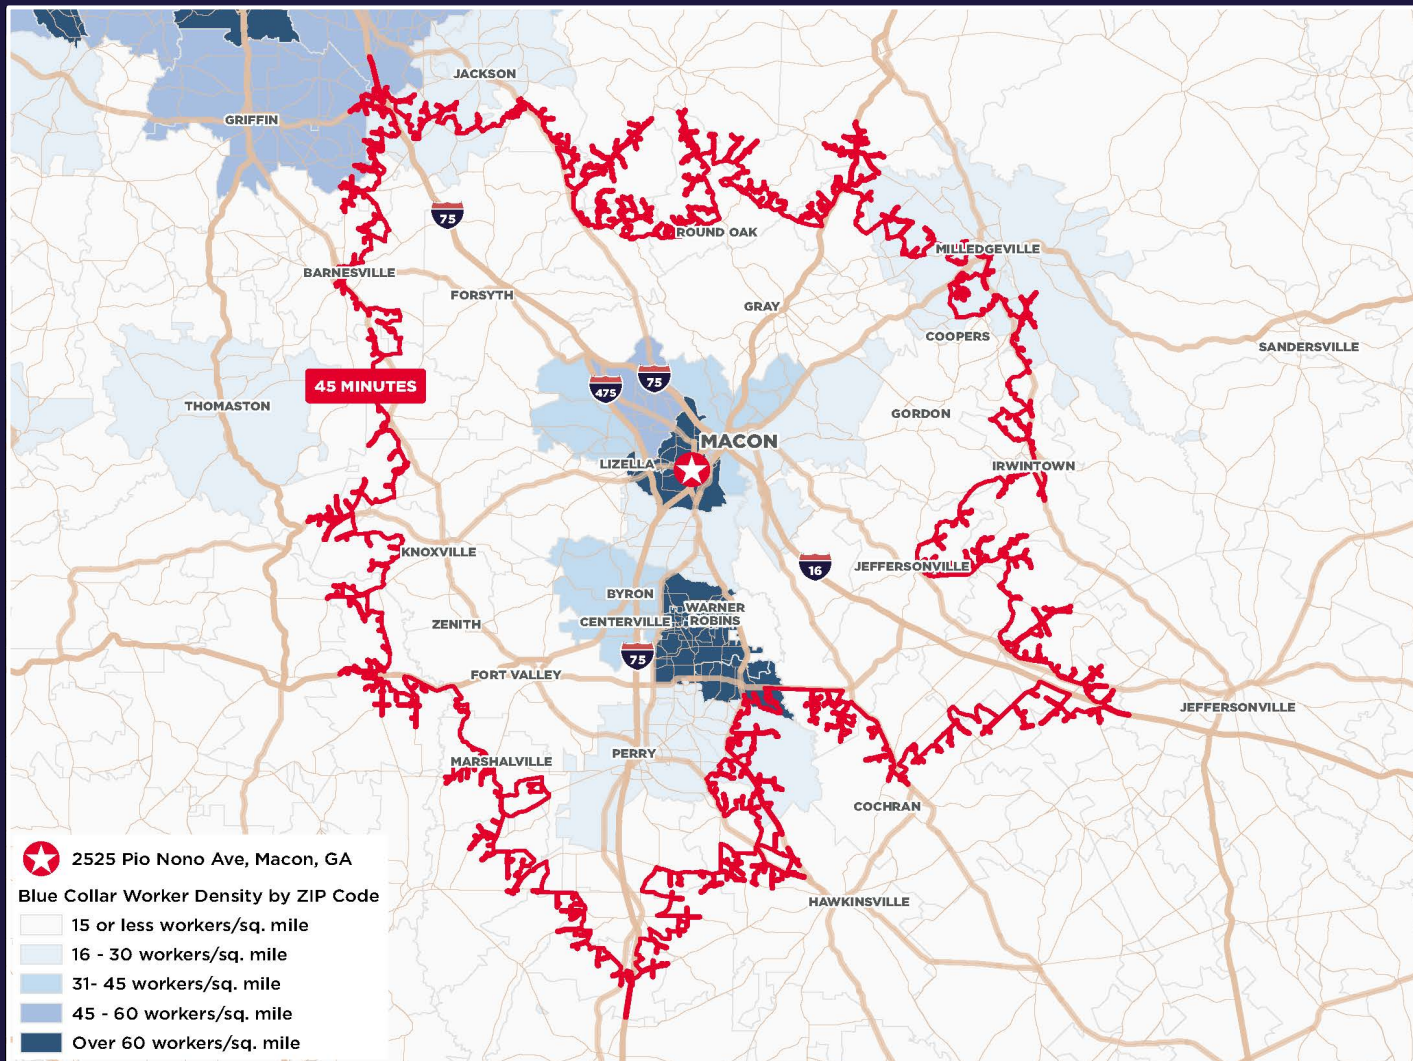 JACKSON
GRIFFIN
75
ROUND OAK
MILLEDGEVILLE
BARNESVILLE
FORSYTH
GRAY
COOPERS
SANDERSVILLE
45 MINUTES
475
75
THOMASTON
GORDON
MACON
LIZELLA
IRWINTOWN
KNOXVILLE
16
JEFFERSONVILLE
BYRON
WARNER
ROBINS
CENTERVILLE
ZENITH
75
FORT VALLEY
JEFFERSONVILLE
PERRY
MARSHALVILLE
COCHRAN
HAWKINSVILLE
2525 Pio Nono Ave, Macon, GA
Blue Collar Worker Density by ZIP Code
15 or less workers/sq. mile
16 - 30 workers/sq. mile
31- 45 workers/sq. mile
45 - 60 workers/sq. mile
Over 60 workers/sq. mile